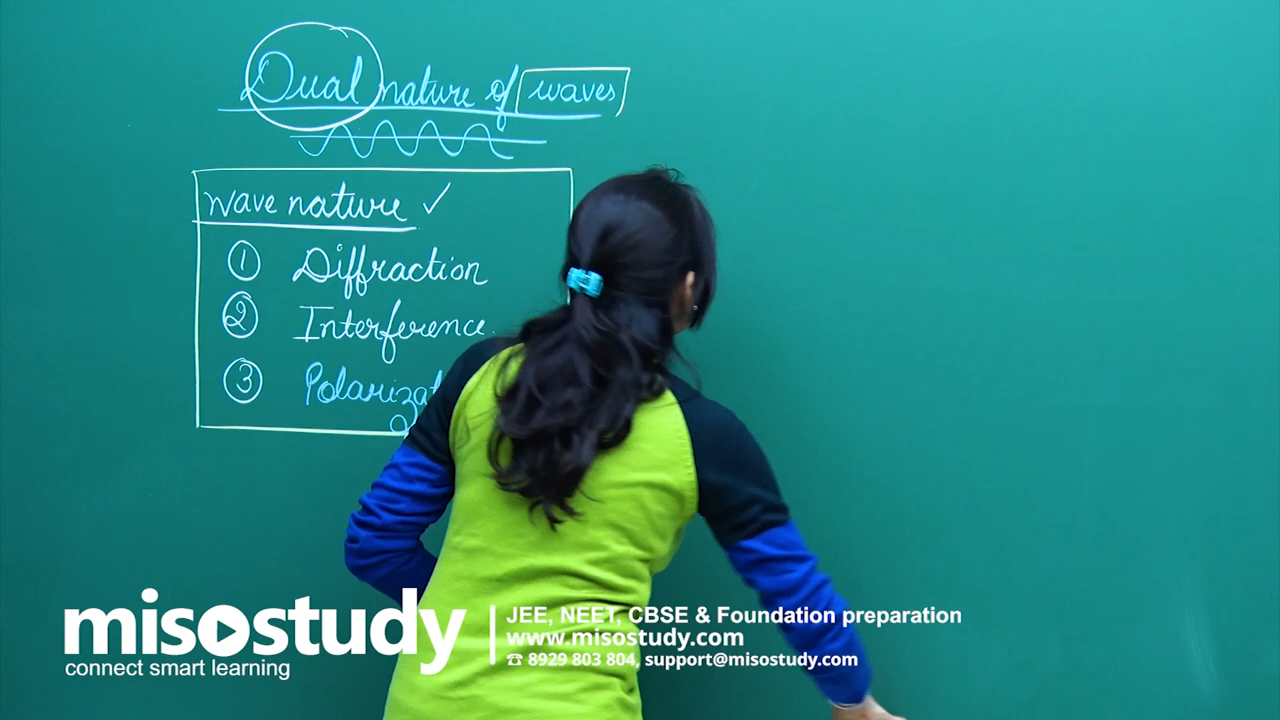 Dual nature of waves
wave nature ✓
① Diffraction
② Interference
③ Polarizat
misostudy
connect smart learning
JEE, NEET, CBSE & Foundation preparation
www.misostudy.com
☎ 8929 803 804, support@misostudy.com